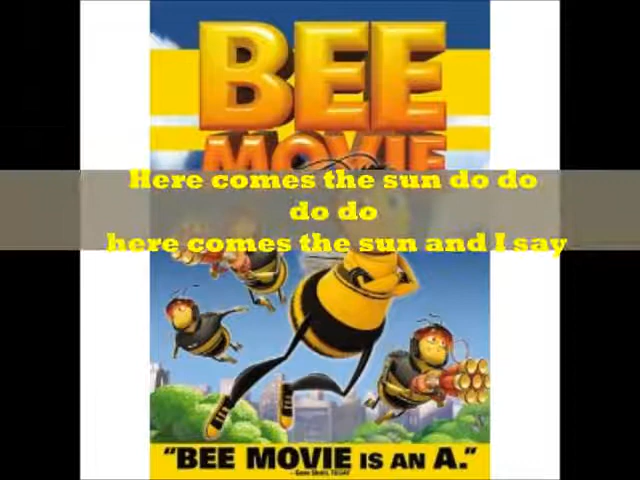 BEE
MOVIE
Here comes the sun do do
do do
here comes the sun and I say
"BEE MOVIE IS AN A."